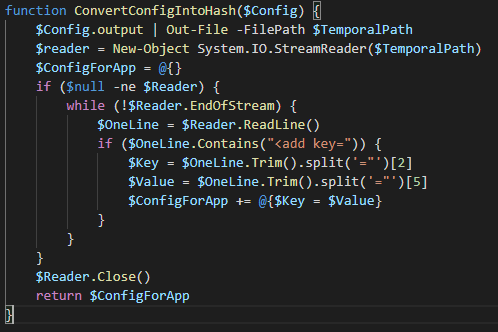 function ConvertConfigIntoHash($Config) {
    $Config.output | Out-File -FilePath $TemporalPath
    $reader = New-Object System.IO.StreamReader($TemporalPath)
    $ConfigForApp = @{}
    if ($null -ne $Reader) {
        while (!$Reader.EndOfStream) {
            $OneLine = $Reader.ReadLine()
            if ($OneLine.Contains("<add key=")) {
                $Key = $OneLine.Trim().split('="')[2]
                $Value = $OneLine.Trim().split('="')[5]
                $ConfigForApp += @{$Key = $Value}
            }
        }
    }
    $Reader.Close()
    return $ConfigForApp
}